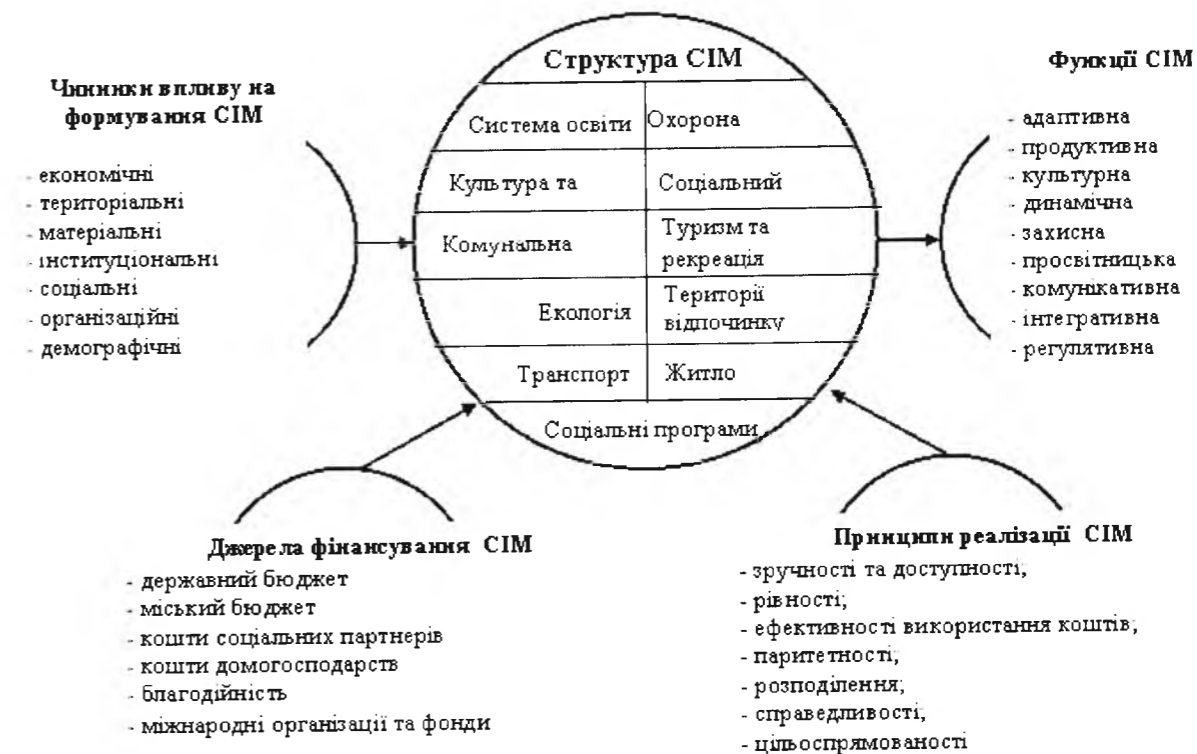 Чинники впливу на
формування СІМ
- економічні
- територіальні
- матеріальні
- інституціональні
- соціальні
- організаційні
- демографічні
Структура СІМ
Система освіти
Охорона
Культура та
Соціальний
Комунальна
Туризм та
рекреація
Екологія
Території
відпочинку
Транспорт
Житло
Соціальні програми
Функції СІМ
- адаптивна
- продуктивна
- культурна
- динамічна
- захисна
- просвітницька
- комунікативна
- інтегративна
- регулятивна
Джерела фінансування СІМ
- державний бюджет
- міський бюджет
- кошти соціальних партнерів
- кошти домогосподарств
- благодійність
- міжнародні організації та фонди
Принципи реалізації СІМ
- зручності та доступності;
- рівності;
- ефективності використання коштів;
- паритетності;
- розподілення;
- справедливості;
- цільоспрямованості